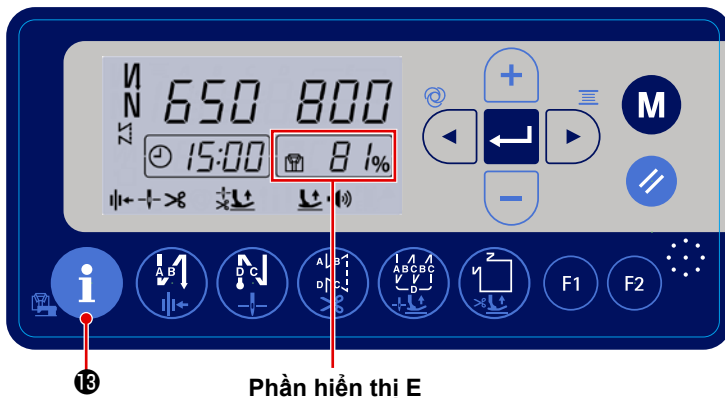 650 800
15:00 81%
M
A B
D C
A B
D C
A B C B C
D
i
F1 F2
⓭
Phần hiển thi E